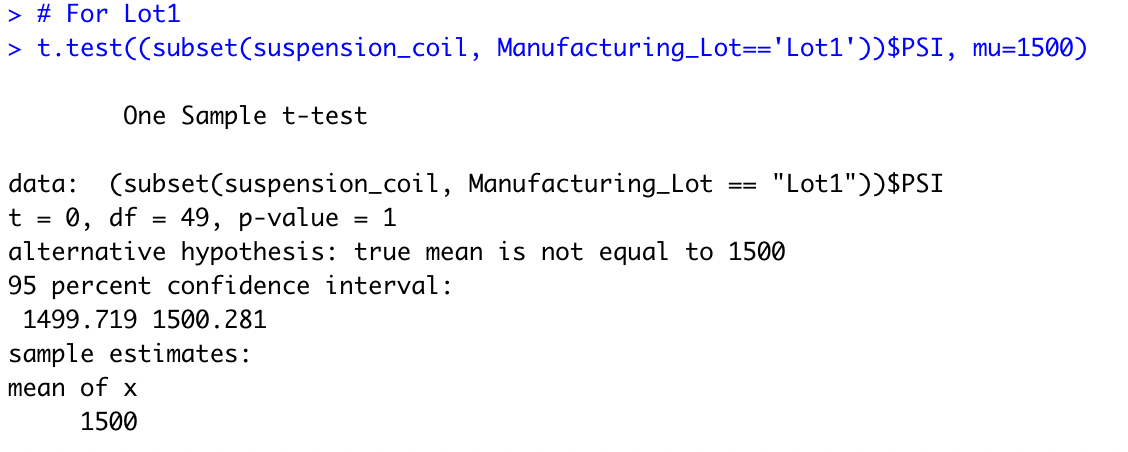 > # For Lot1
> t.test((subset(suspension_coil, Manufacturing_Lot=='Lot1'))$PSI, mu=1500)
One Sample t-test
data:  (subset(suspension_coil, Manufacturing_Lot == "Lot1"))$PSI
t = 0, df = 49, p-value = 1
alternative hypothesis: true mean is not equal to 1500
95 percent confidence interval:
 1499.719 1500.281
sample estimates:
mean of x
     1500